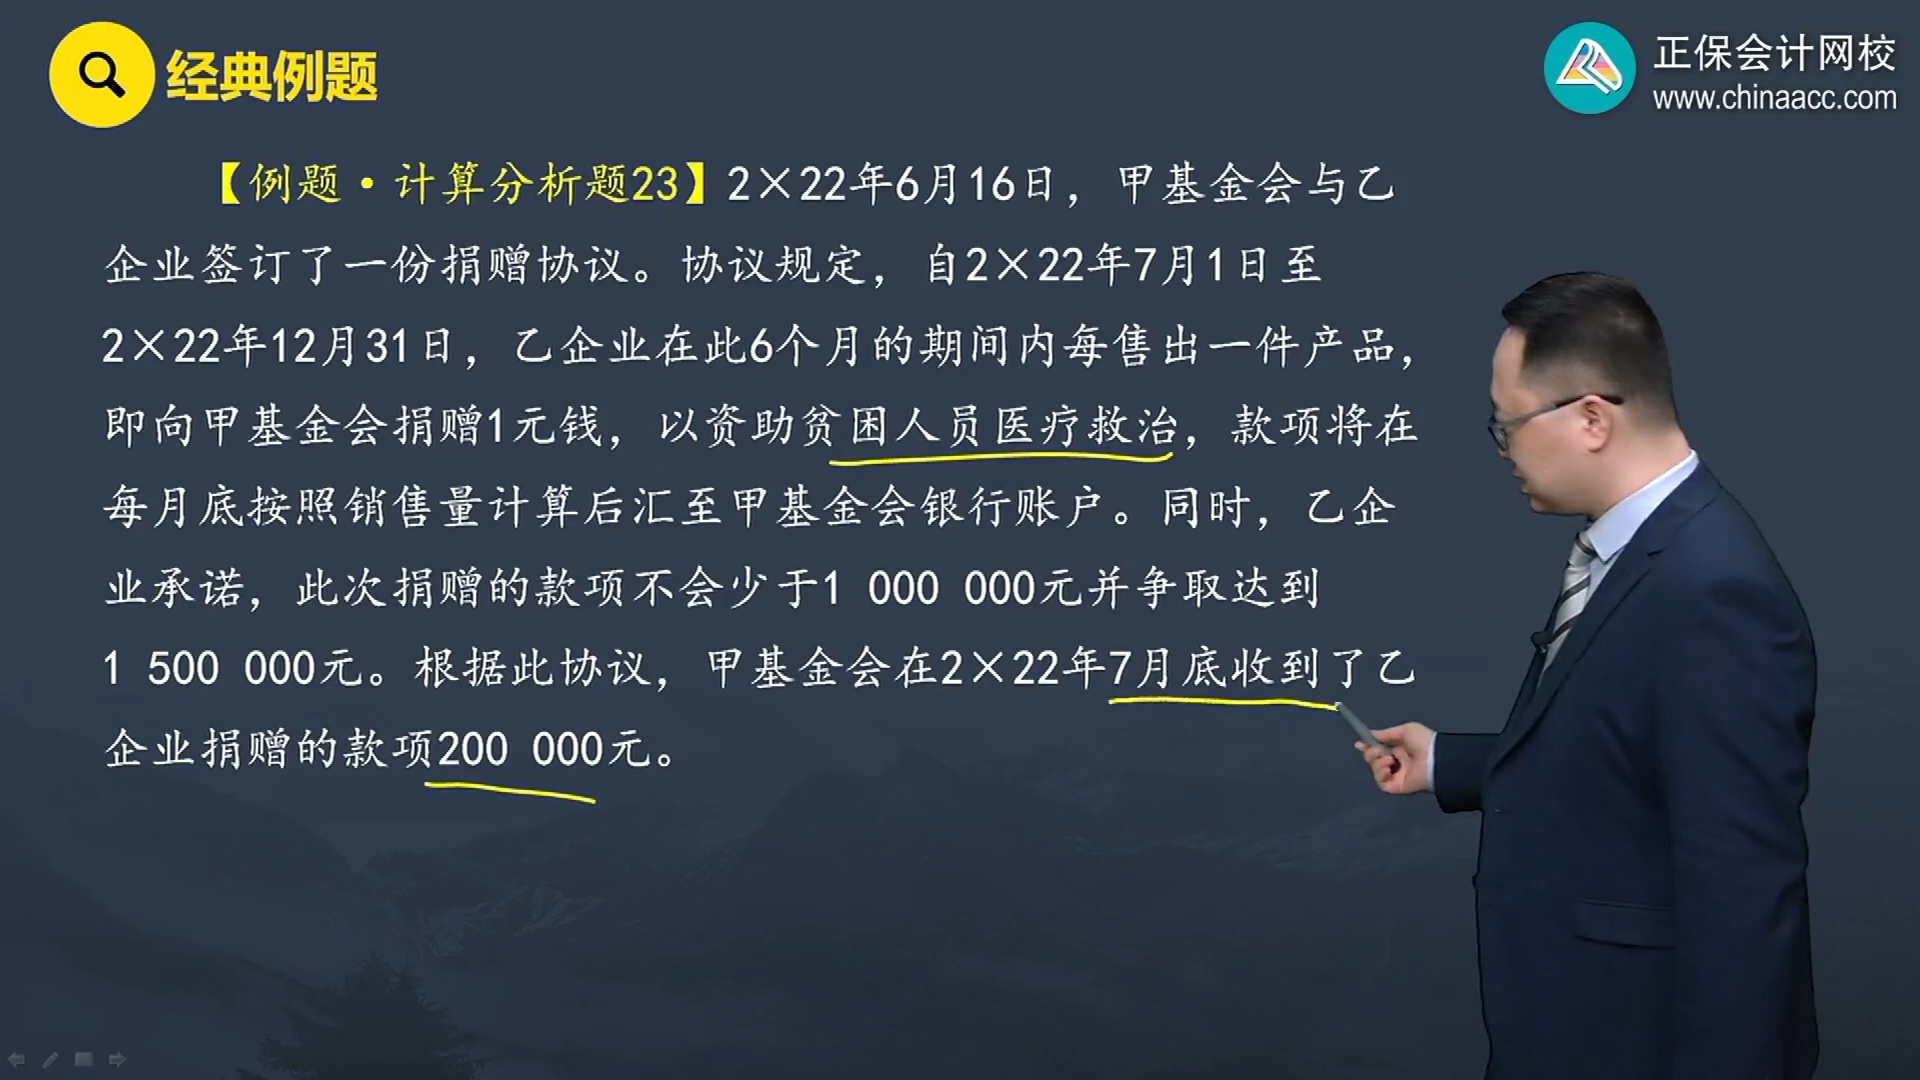 经典例题
正保会计网校
www.chinaacc.com
【例题·计算分析题23】2×22年6月16日，甲基金会与乙
企业签订了一份捐赠协议。协议规定，自2×22年7月1日至
2×22年12月31日，乙企业在此6个月的期间内每售出一件产品，
即向甲基金会捐赠1元钱，以资助贫困人员医疗救治，款项将在
每月底按照销售量计算后汇至甲基金会银行账户。同时，乙企
业承诺，此次捐赠的款项不会少于1 000 000元并争取达到
1 500 000元。根据此协议，甲基金会在2×22年7月底收到了乙
企业捐赠的款项200 000元。